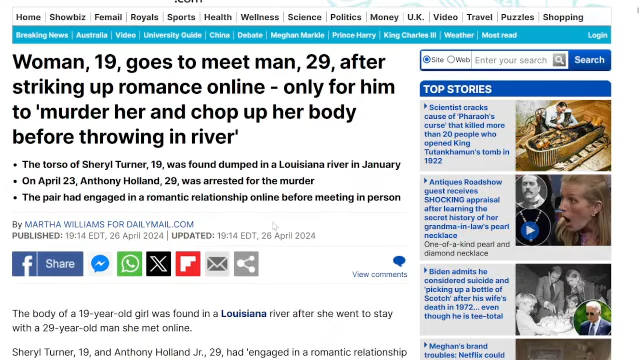 .com
Home Showbiz Femail Royals Sports Health Wellness Science Politics Money U.K. Video Travel Puzzles Shopping
Breaking News Australia Video University Guide China Debate Meghan Markle Prince Harry King Charles III Weather Most read Login
Woman, 19, goes to meet man, 29, after
striking up romance online - only for him
to 'murder her and chop up her body
before throwing in river'
• The torso of Sheryl Turner, 19, was found dumped in a Louisiana river in January
• On April 23, Anthony Holland, 29, was arrested for the murder
• The pair had engaged in a romantic relationship online before meeting in person
By MARTHA WILLIAMS FOR DAILYMAIL.COM
PUBLISHED: 19:14 EDT, 26 April 2024 | UPDATED: 19:14 EDT, 26 April 2024
Share
View comments
The body of a 19-year-old girl was found in a Louisiana river after she went to stay
with a 29-year-old man she met online.
Sheryl Turner, 19, and Anthony Holland Jr., 29, had 'engaged in a romantic relationship
Site Web Enter your search Search
TOP STORIES
Scientist cracks
cause of 'Pharaoh's
curse' that killed more
than 20 people who
opened King
Tutankhamun's tomb in
1922
Antiques Roadshow
guest receives
SHOCKING appraisal
after learning the
secret history of her
grandma-in-law's pearl
necklace
One-of-a-kind pearl and
diamond necklace
Biden admits he
considered suicide and
'picking up a bottle of
Scotch after his wife's
death in 1972... even
though he is tee-total
Meghan's brand
troubles: Netflix could